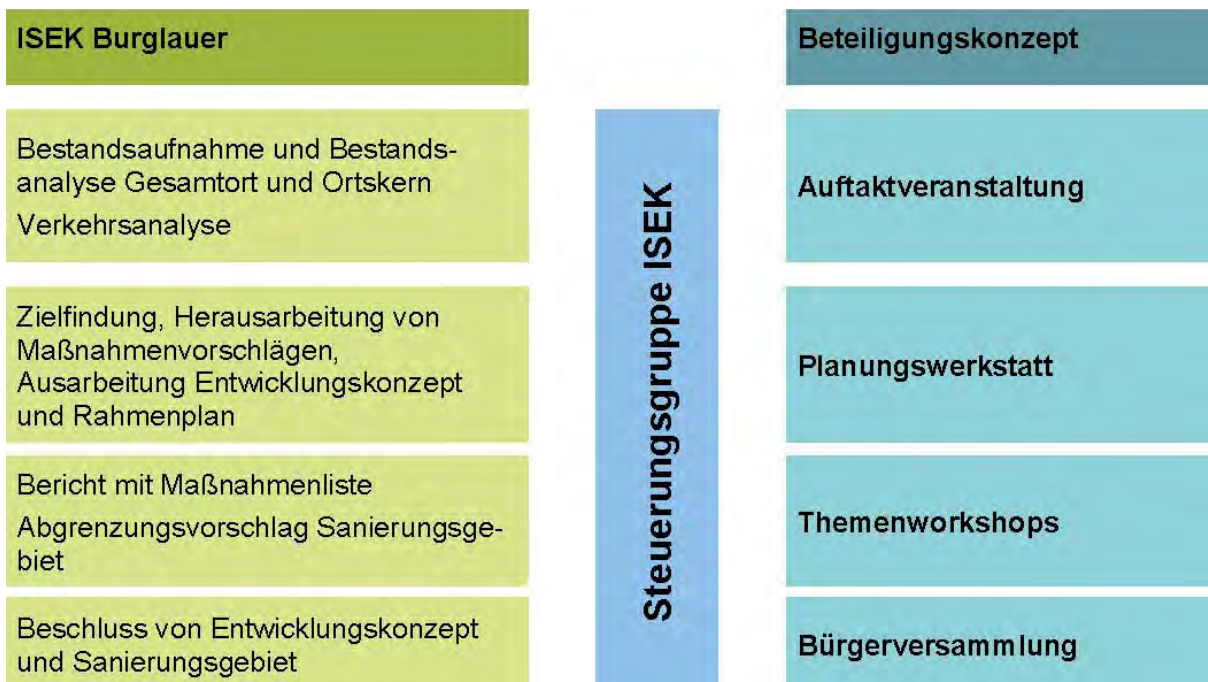 ISEK Burglauer
Bestandsaufnahme und Bestands-
analyse Gesamtort und Ortskern
Verkehrsanalyse
Zielfindung, Herausarbeitung von
Maßnahmenvorschlägen,
Ausarbeitung Entwicklungskonzept
und Rahmenplan
Bericht mit Maßnahmenliste
Abgrenzungsvorschlag Sanierungsge-
biet
Beschluss von Entwicklungskonzept
und Sanierungsgebiet
Steuerungsgruppe ISEK
Beteiligungskonzept
Auftaktveranstaltung
Planungswerkstatt
Themenworkshops
Bürgerversammlung